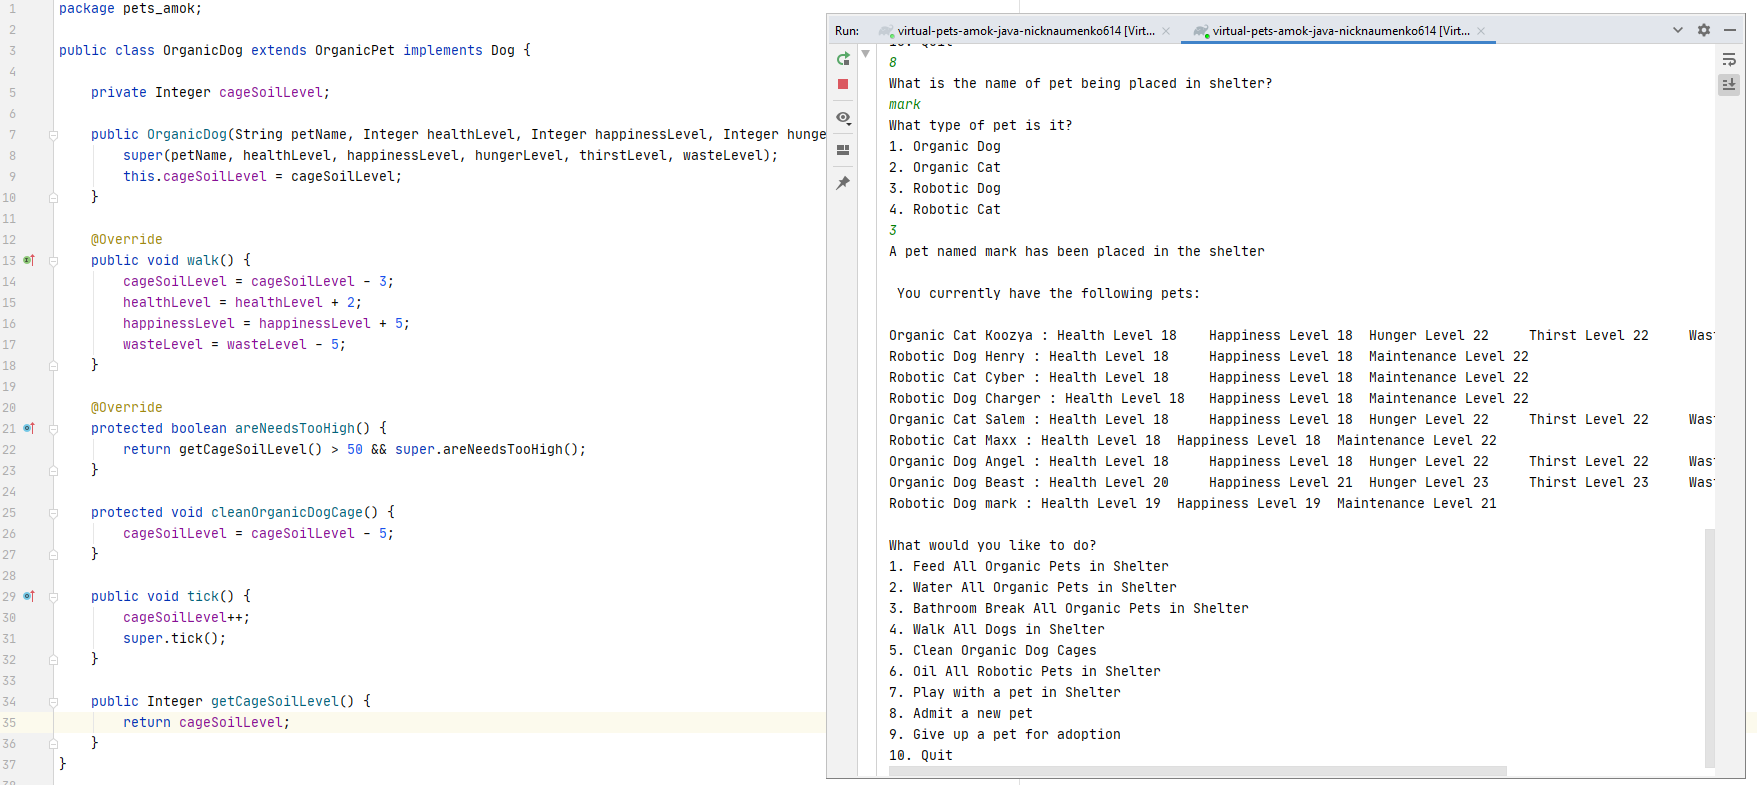 package pets_amok;
public class OrganicDog extends OrganicPet implements Dog {
private Integer cageSoilLevel;
public OrganicDog(String petName, Integer healthLevel, Integer happinessLevel, Integer hunge
super(petName, healthLevel, happinessLevel, hungerLevel, thirstLevel, wasteLevel);
this.cageSoilLevel = cageSoilLevel;
}
@Override
public void walk() {
cageSoilLevel = cageSoilLevel - 3;
healthLevel = healthLevel + 2;
happinessLevel = happinessLevel + 5;
wasteLevel = wasteLevel - 5;
}
@Override
protected boolean areNeedsTooHigh() {
return getCageSoilLevel() > 50 && super.areNeedsTooHigh();
}
protected void cleanOrganicDogCage() {
cageSoilLevel = cageSoilLevel - 5;
}
public void tick() {
cageSoilLevel++;
super.tick();
}
public Integer getCageSoilLevel() {
return cageSoilLevel;
}
}
1
2
3
4
5
6
7
8
9
10
11
12
13
14
15
16
17
18
19
20
21
22
23
24
25
26
27
28
29
30
31
32
33
34
35
36
37
38
Run: virtual-pets-amok-java-nicknaumenko614 [Virt... virtual-pets-amok-java-nicknaumenko614 [Virt...
10. Quit
8
What is the name of pet being placed in shelter?
mark
What type of pet is it?
1. Organic Dog
2. Organic Cat
3. Robotic Dog
4. Robotic Cat
3
A pet named mark has been placed in the shelter
You currently have the following pets:
Organic Cat Koozya : Health Level 18 Happiness Level 18 Hunger Level 22 Thirst Level 22 Was
Robotic Dog Henry : Health Level 18 Happiness Level 18 Maintenance Level 22
Robotic Cat Cyber : Health Level 18 Happiness Level 18 Maintenance Level 22
Robotic Dog Charger : Health Level 18 Happiness Level 18 Maintenance Level 22
Organic Cat Salem : Health Level 18 Happiness Level 18 Hunger Level 22 Thirst Level 22 Was
Robotic Cat Maxx : Health Level 18 Happiness Level 18 Maintenance Level 22
Organic Dog Angel : Health Level 18 Happiness Level 18 Hunger Level 22 Thirst Level 22 Was
Organic Dog Beast : Health Level 20 Happiness Level 21 Hunger Level 23 Thirst Level 23 Was
Robotic Dog mark : Health Level 19 Happiness Level 19 Maintenance Level 21
What would you like to do?
1. Feed All Organic Pets in Shelter
2. Water All Organic Pets in Shelter
3. Bathroom Break All Organic Pets in Shelter
4. Walk All Dogs in Shelter
5. Clean Organic Dog Cages
6. Oil All Robotic Pets in Shelter
7. Play with a pet in Shelter
8. Admit a new pet
9. Give up a pet for adoption
10. Quit